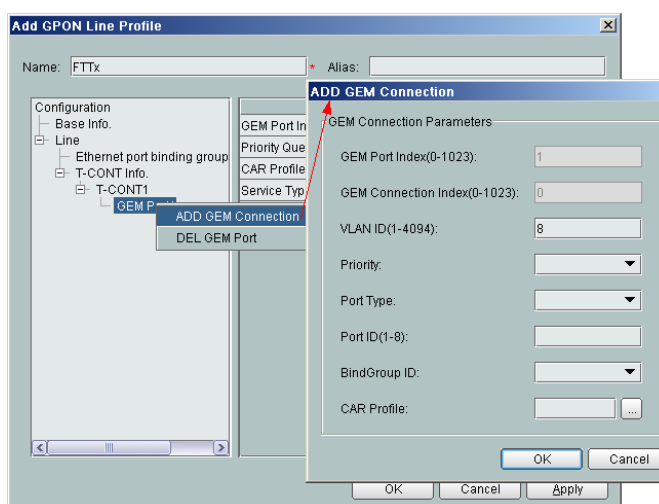 Add GPON Line Profile
Name: FTTx * Alias:
Configuration
Base Info.
Line
Ethernet port binding group
T-CONT Info.
T-CONT1
GEM
ADD GEM Connection
DEL GEM Port
GEM Port In
Priority Que
CAR Profile
Service Typ
ADD GEM Connection
GEM Connection Parameters
GEM Port Index(0-1023): 1
GEM Connection Index(0-1023): 0
VLAN ID(1-4094): 8
Priority:
Port Type:
Port ID(1-8):
BindGroup ID:
CAR Profile: ...
OK Cancel
OK Cancel Apply